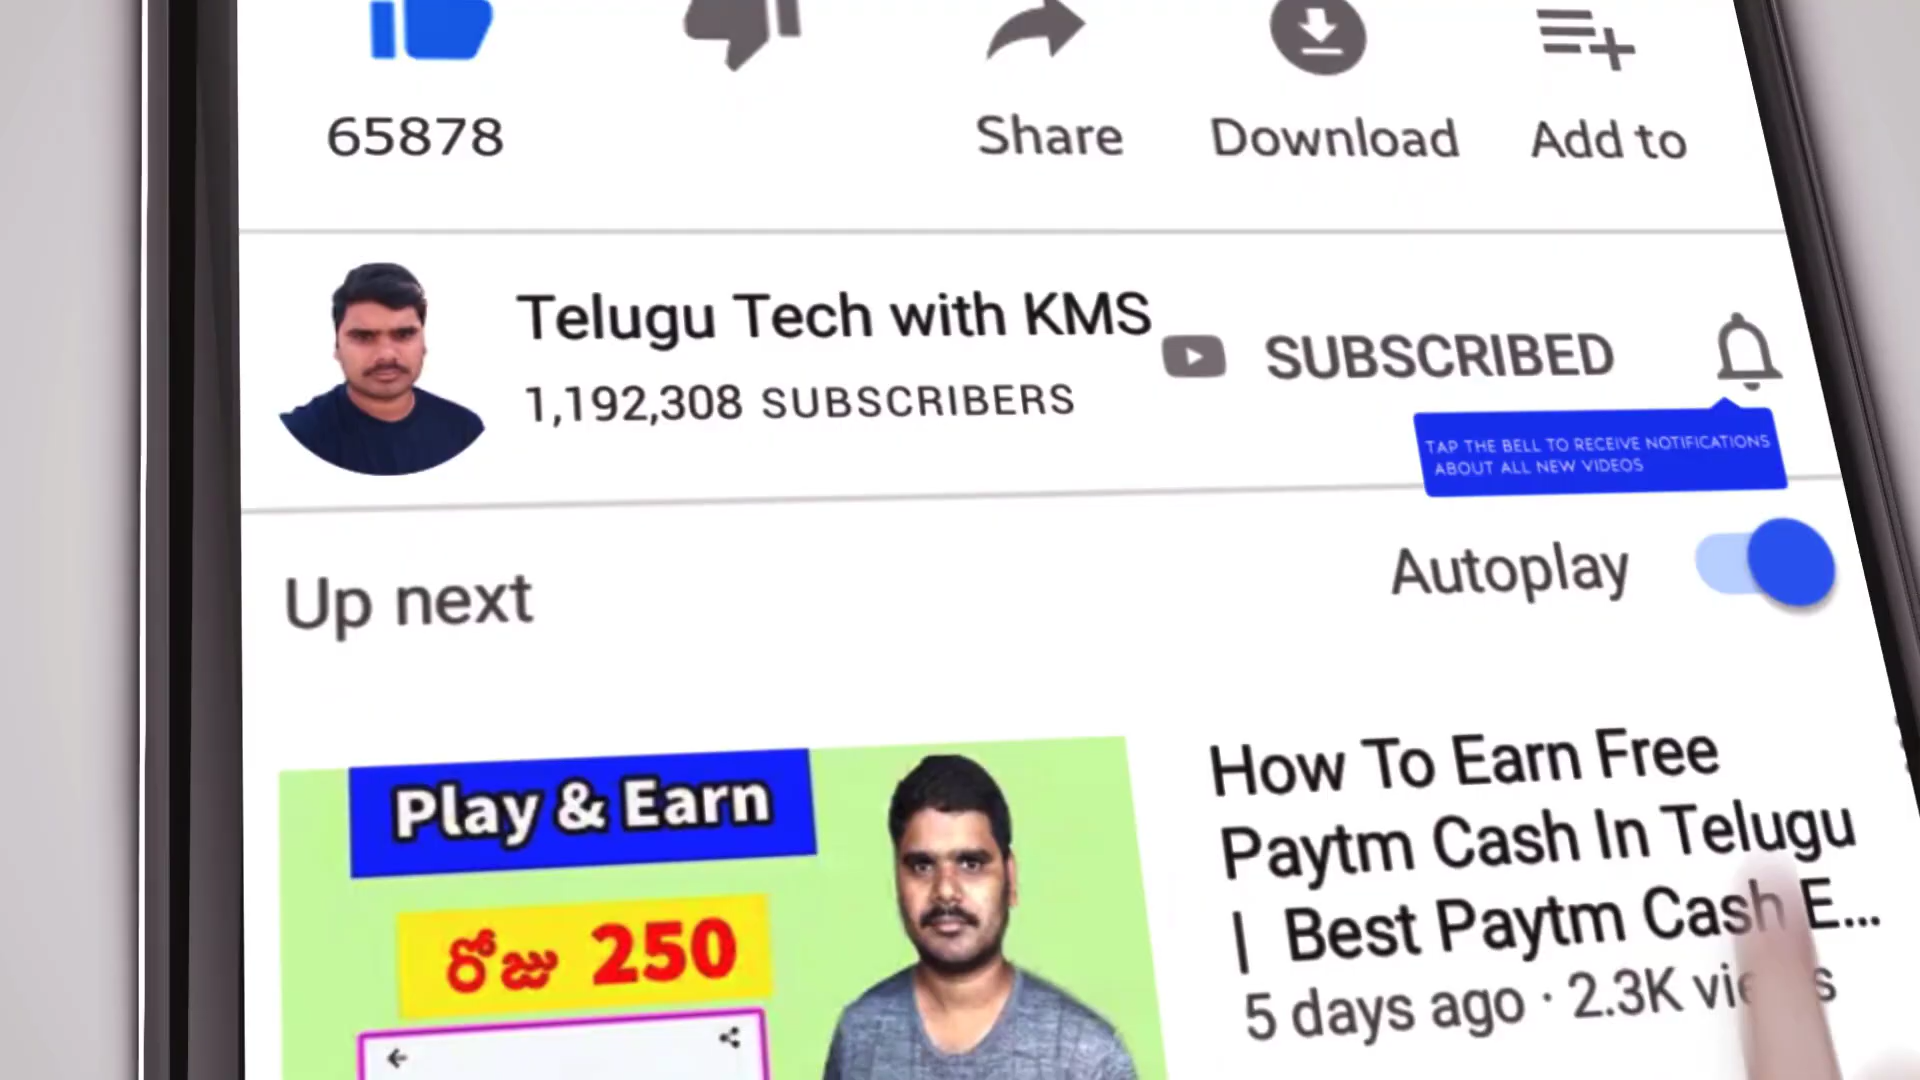 65878
Share
Download
Add to
Telugu Tech with KMS
1,192,308 SUBSCRIBERS
SUBSCRIBED
TAP THE BELL TO RECEIVE NOTIFICATIONS
ABOUT ALL NEW VIDEOS
Up next
Autoplay
Play & Earn
రోజు 250
How To Earn Free
Paytm Cash In Telugu
| Best Paytm Cash E...
5 days ago · 2.3K views